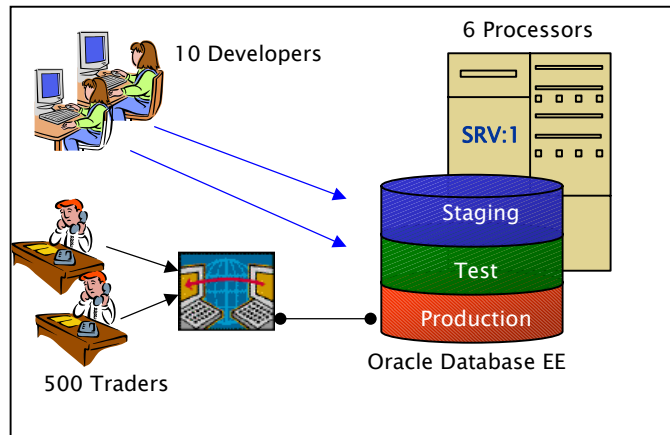 10 Developers
6 Processors
SRV:1
Staging
Test
Production
Oracle Database EE
500 Traders